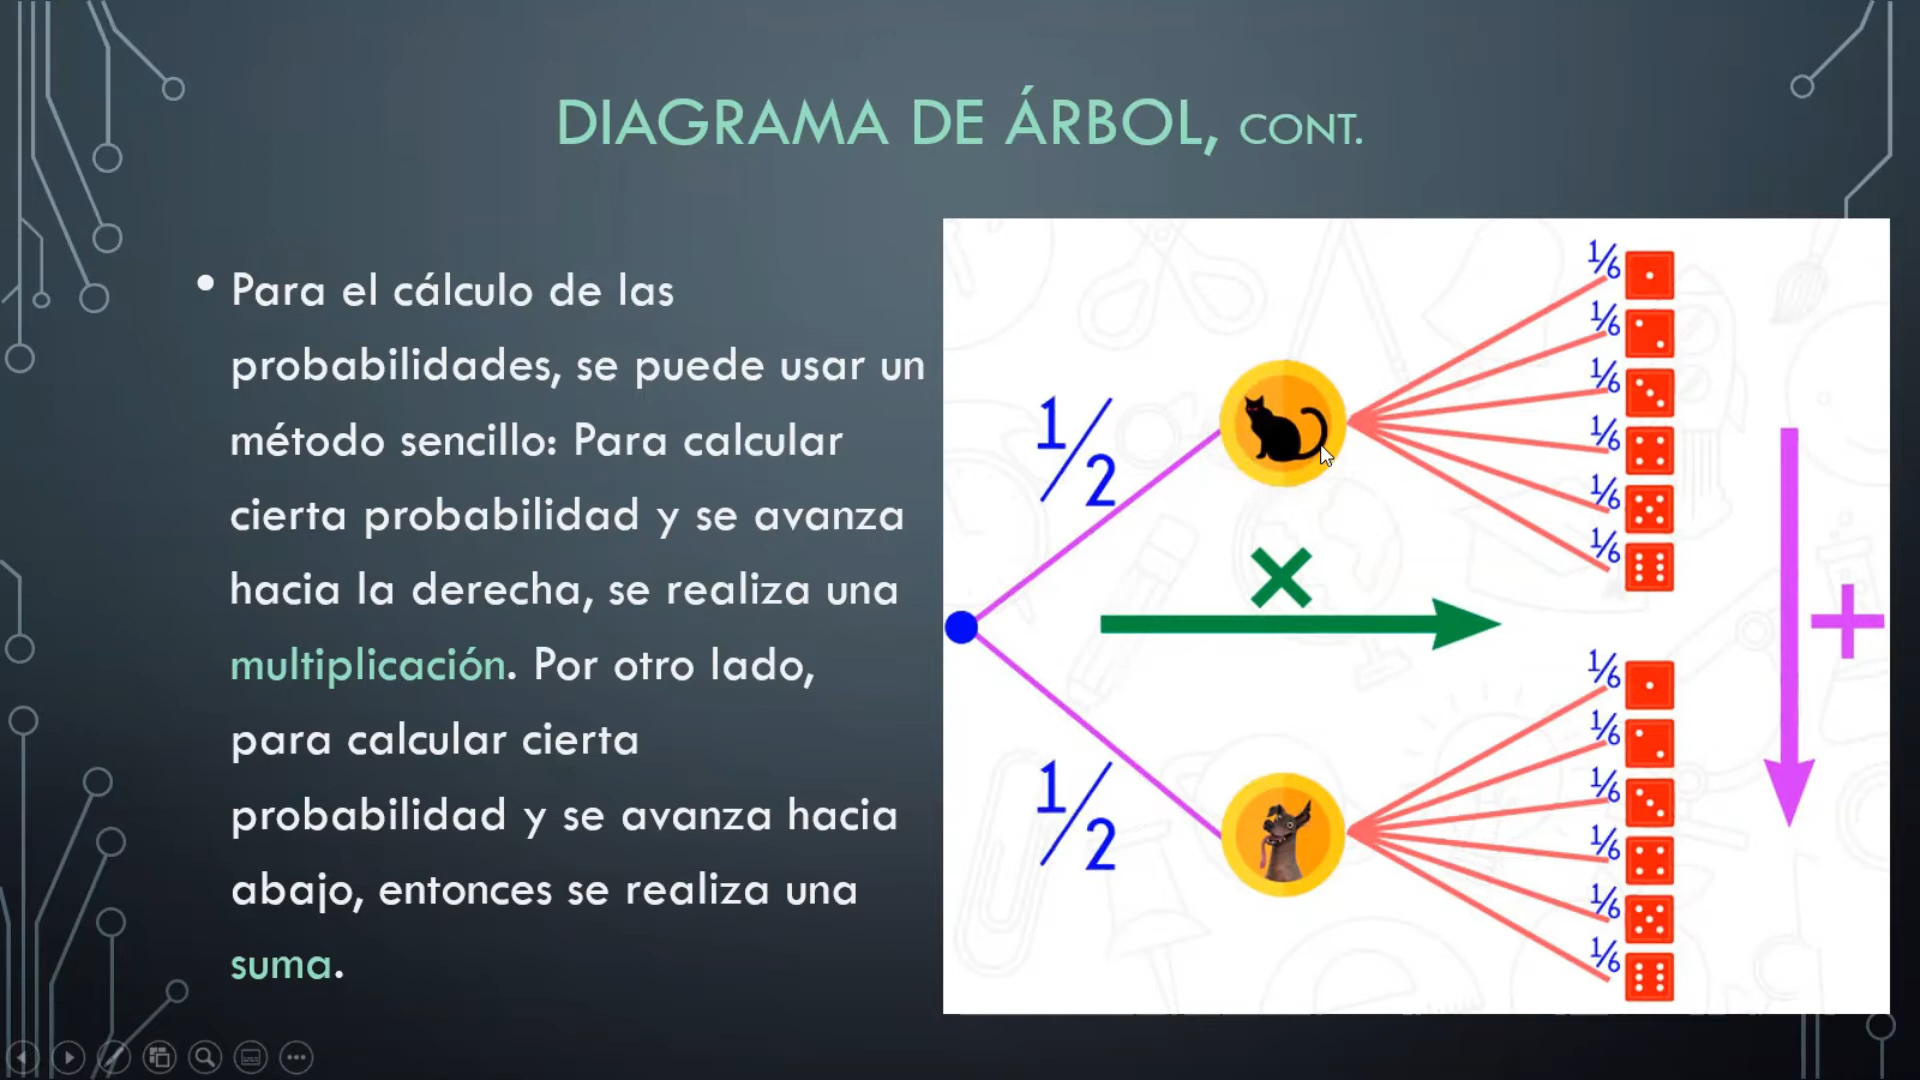 DIAGRAMA DE ÁRBOL, CONT.
• Para el cálculo de las
probabilidades, se puede usar un
método sencillo: Para calcular
cierta probabilidad y se avanza
hacia la derecha, se realiza una
multiplicación. Por otro lado,
para calcular cierta
probabilidad y se avanza hacia
abajo, entonces se realiza una
suma.
1/2
1/6
1/6
1/6
1/6
1/6
1/6
×
+
1/2
1/6
1/6
1/6
1/6
1/6
1/6